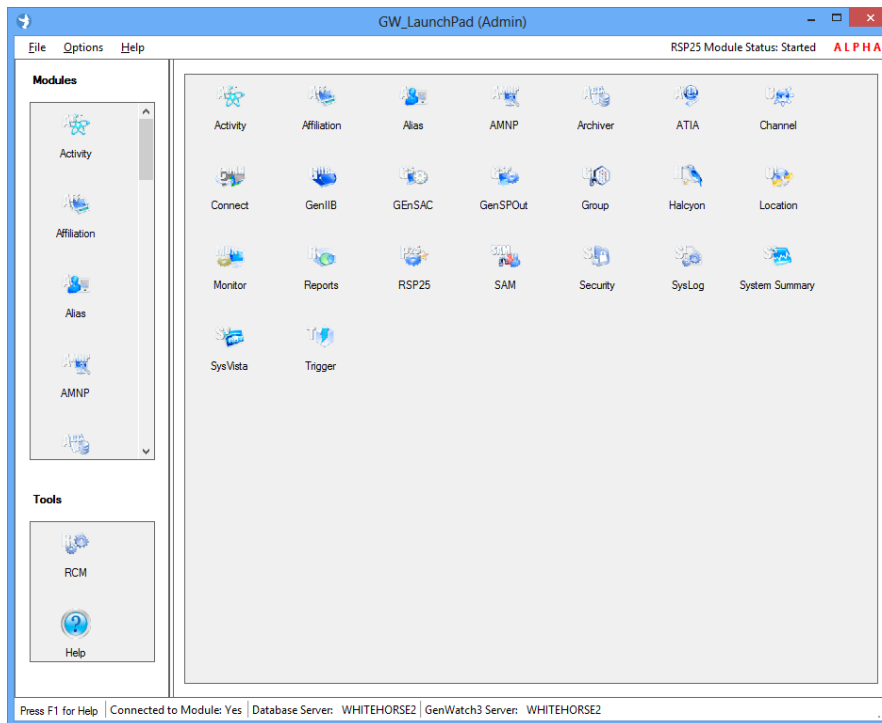 GW_LaunchPad (Admin)
File Options Help
RSP25 Module Status: Started ALPHA
Modules
Activity
Affiliation
Alias
AMNP
Activity Affiliation Alias AMNP Archiver ATIA Channel
Connect GenIIB GEnSAC GenSPOut Group Halcyon Location
Monitor Reports RSP25 SAM Security SysLog System Summary
SysVista Trigger
Tools
RCM
Help
Press F1 for Help Connected to Module: Yes Database Server: WHITEHORSE2 GenWatch3 Server: WHITEHORSE2